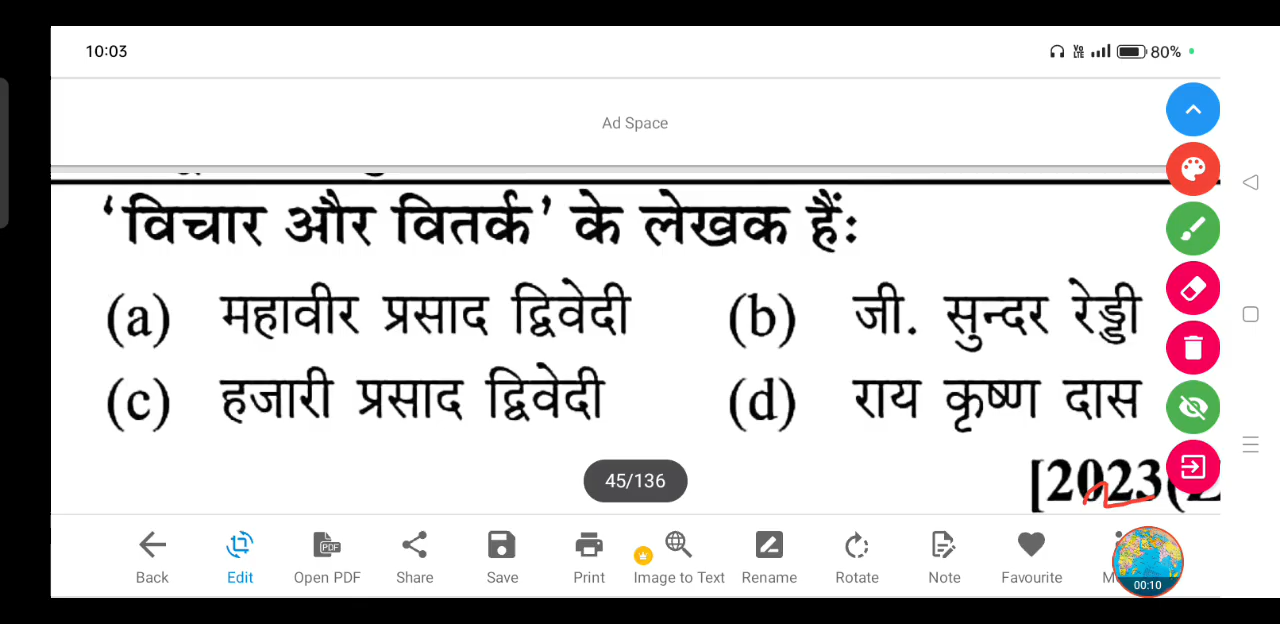 10:03
80%
Ad Space
'विचार और वितर्क' के लेखक हैं:
(a) महावीर प्रसाद द्विवेदी (b) जी. सुन्दर रेड्डी
(c) हजारी प्रसाद द्विवेदी (d) राय कृष्ण दास
[2023(
45/136
Back Edit Open PDF Share Save Print Image to Text Rename Rotate Note Favourite
00:10